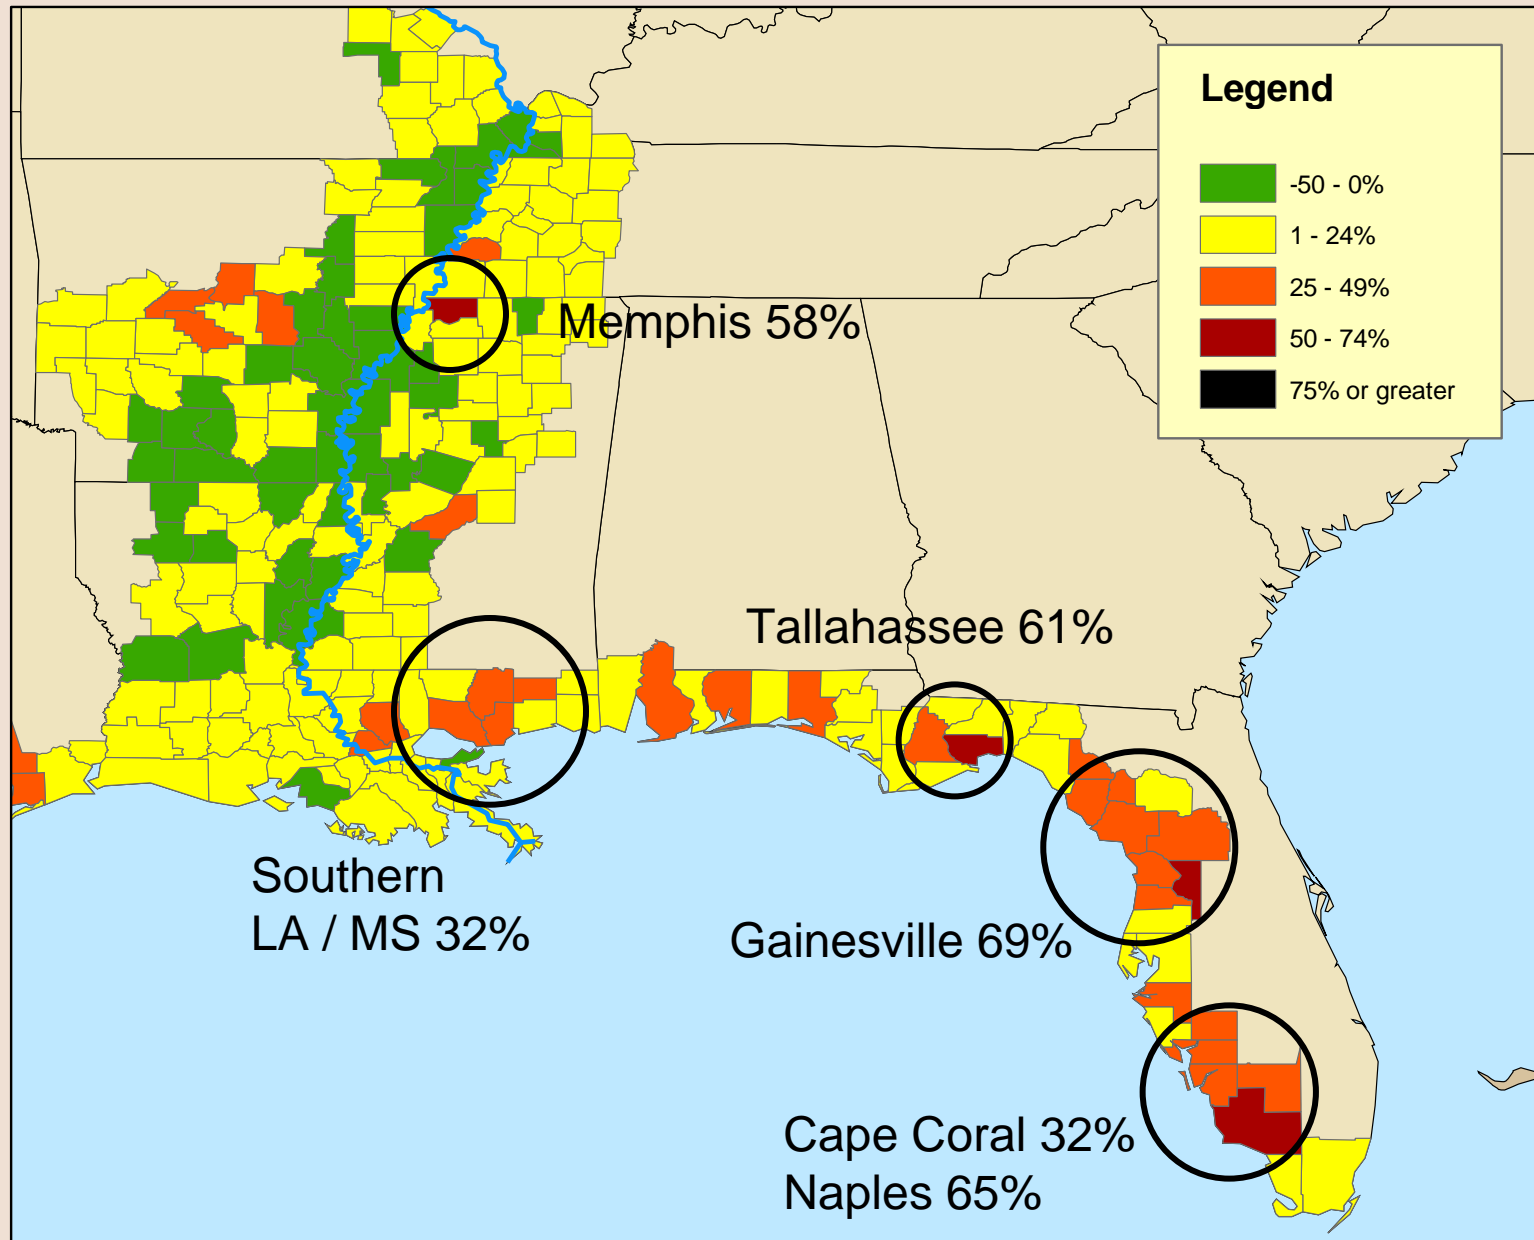 Legend
-50 - 0%
1 - 24%
25 - 49%
50 - 74%
75% or greater
Memphis 58%
Tallahassee 61%
Southern
LA / MS 32%
Gainesville 69%
Cape Coral 32%
Naples 65%